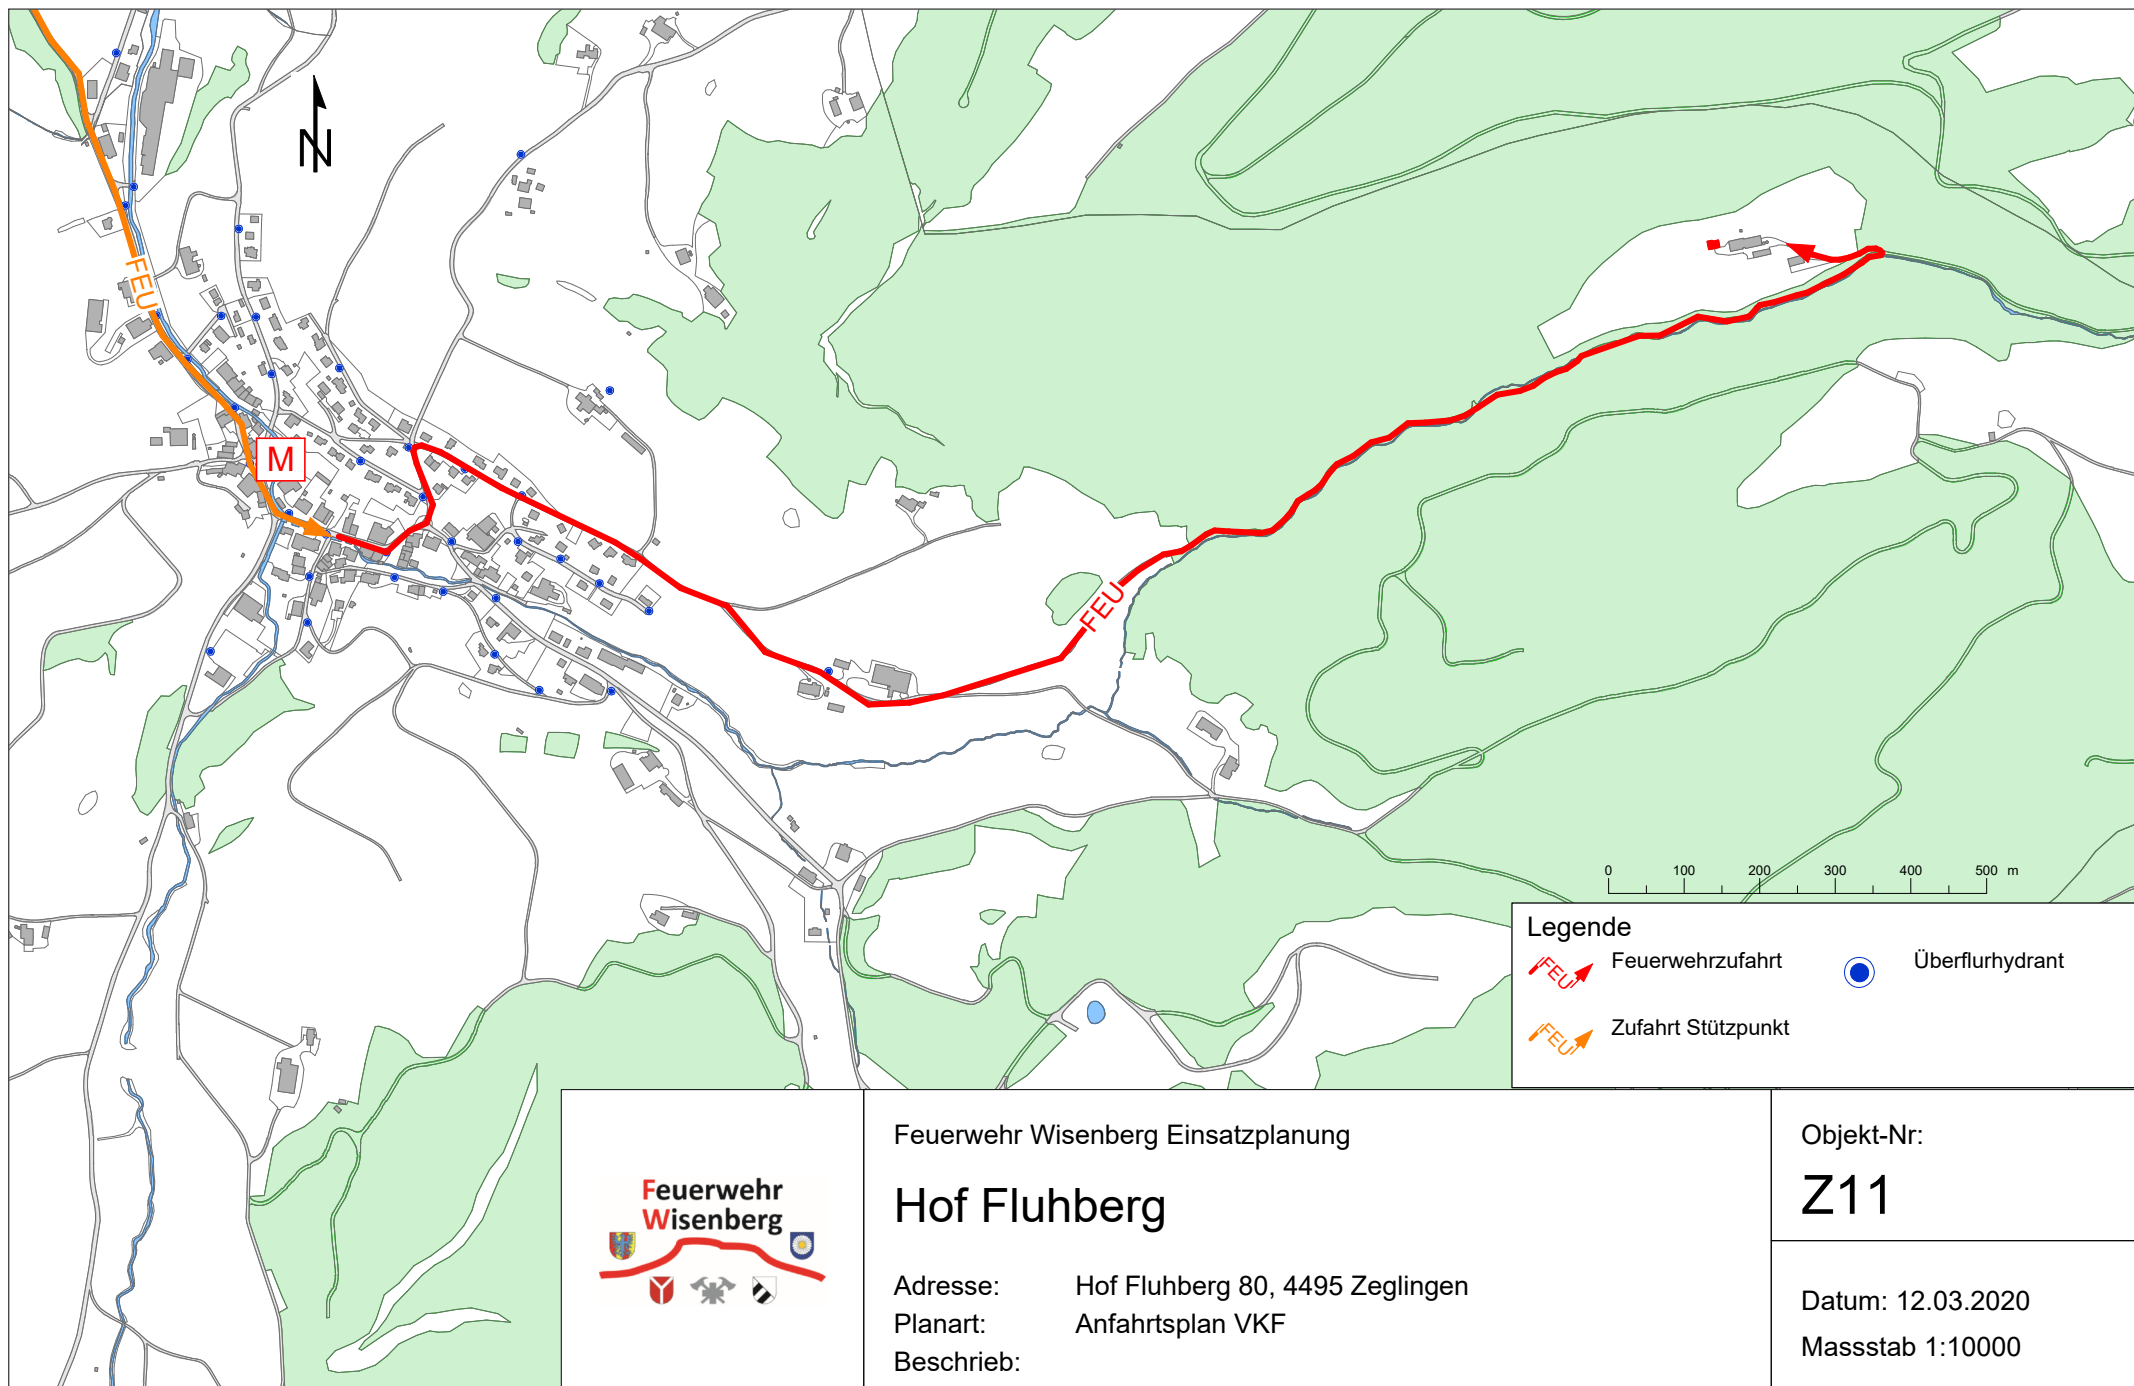 N
FEU
M
FEU
0 100 200 300 400 500 m
Legende
FEU Feuerwehrzufahrt
Überflurhydrant
FEU Zufahrt Stützpunkt
Feuerwehr
Wisenberg
Feuerwehr Wisenberg Einsatzplanung
Hof Fluhberg
Adresse: Hof Fluhberg 80, 4495 Zeglingen
Planart: Anfahrtsplan VKF
Beschrieb:
Objekt-Nr:
Z11
Datum: 12.03.2020
Massstab 1:10000